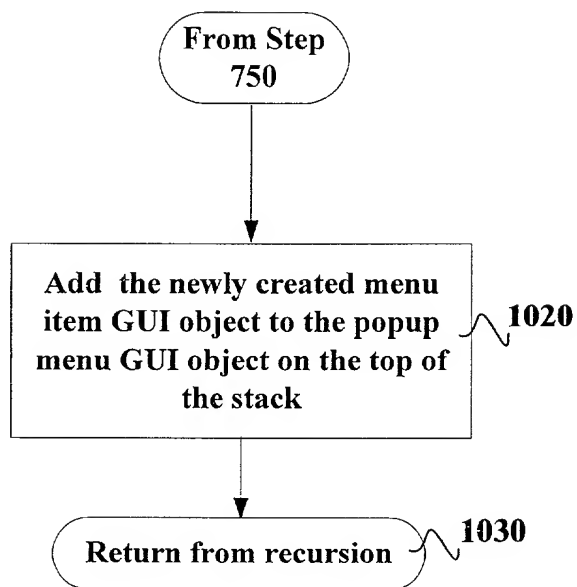 From Step
750
Add the newly created menu
item GUI object to the popup
menu GUI object on the top of
the stack
1020
Return from recursion
1030